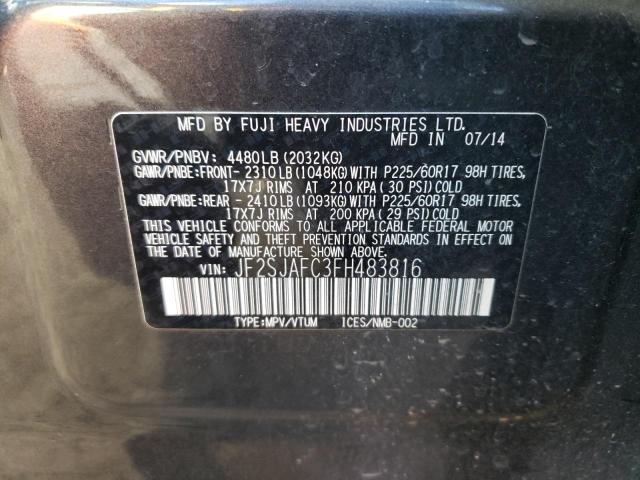 MFD BY FUJI HEAVY INDUSTRIES LTD.
MFD IN 07/14
GVWR/PNBV: 4480LB(2032KG)
GAWR/PNBE:FRONT-2310LB(1048KG)WITH P225/60R17 98H TIRES,
17X7J RIMS AT 210 KPA(30 PSI)COLD
GAWR/PNBE:REAR -2410LB(1093KG)WITH P225/60R17 98H TIRES,
17X7J RIMS AT 200 KPA(29 PSI)COLD
THIS VEHICLE CONFORMS TO ALL APPLICABLE FEDERAL MOTOR
VEHICLE SAFETY AND THEFT PREVENTION STANDARDS IN
EFFECT ON THE DATE OF MANUFACTURE SHOWN ABOVE.
VIN: JF2SJAFC3FH483816
TYPE:MPV/VTUM ICES/NMB-002